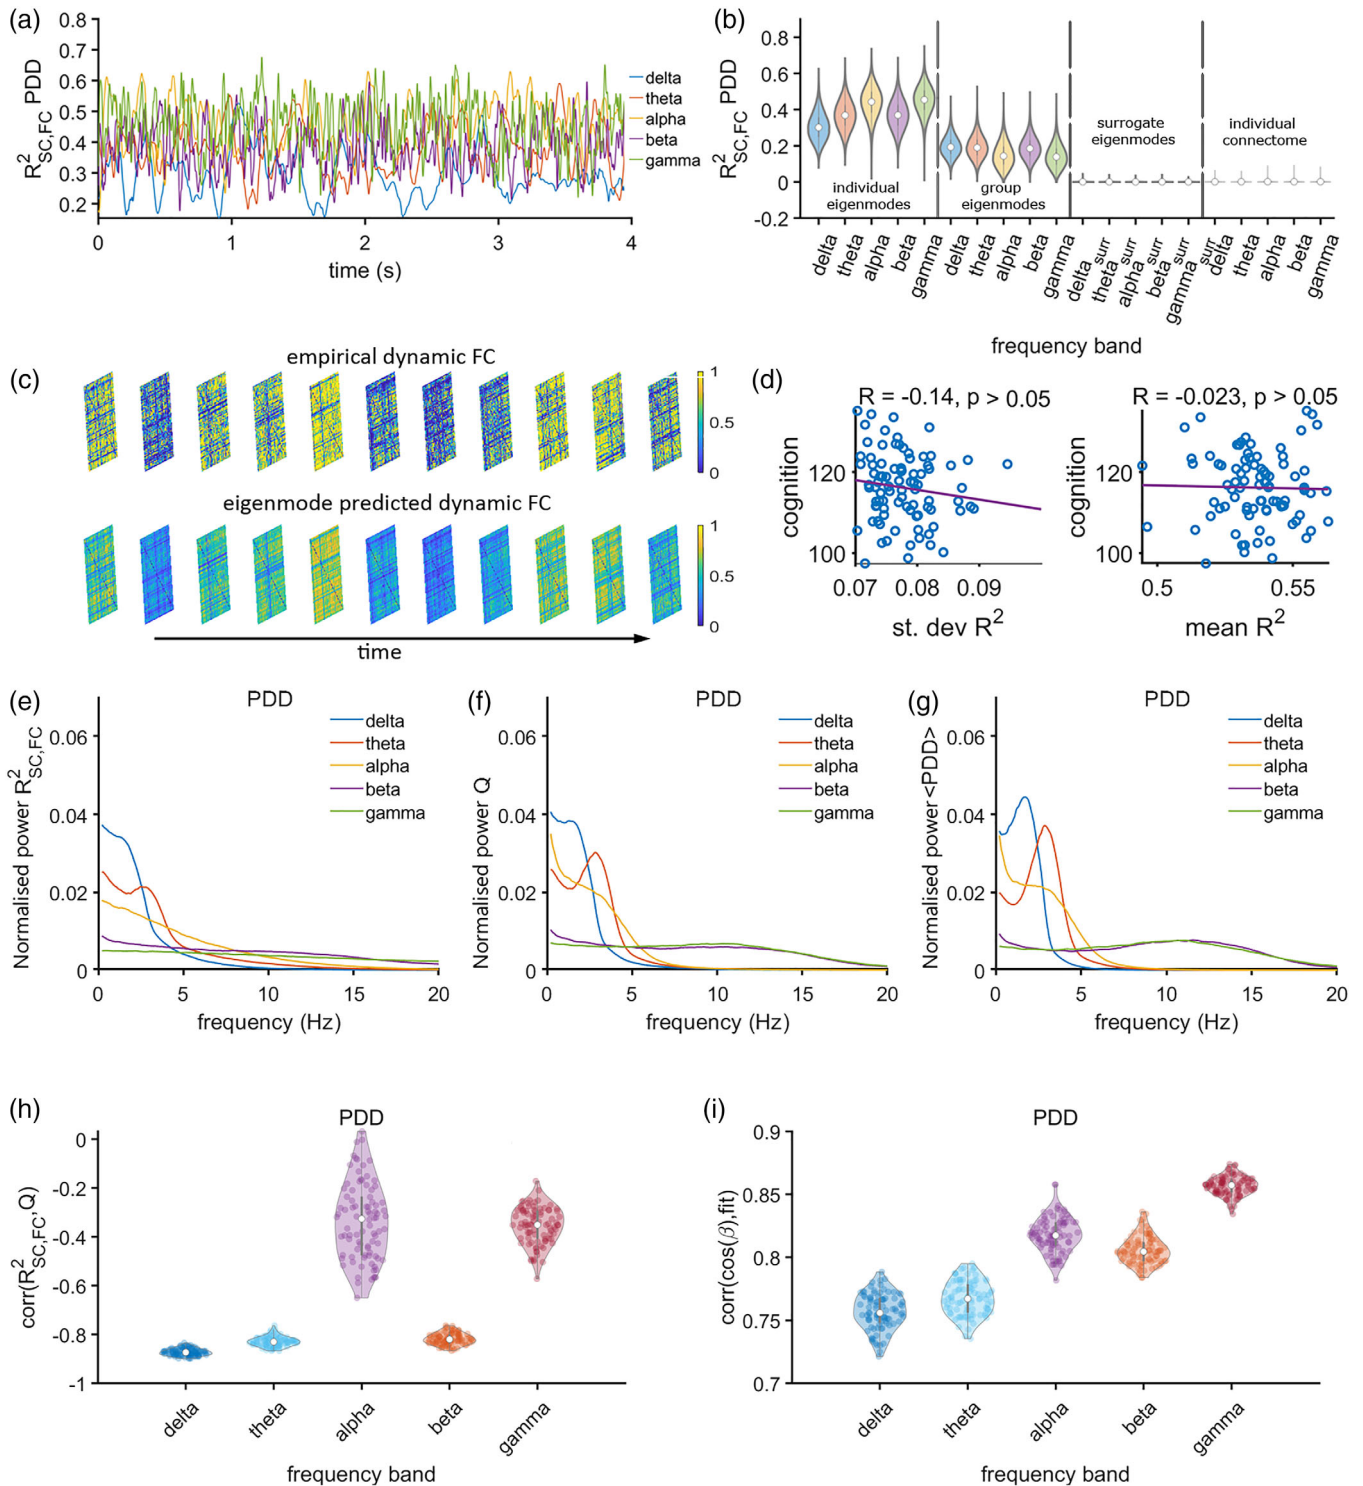 (a)
0.8
0.7
0.6
0.5
0.4
0.3
0.2
R²SC,FC PDD
0 1 2 3 4
time (s)
delta
theta
alpha
beta
gamma
(b)
0.8
0.6
0.4
0.2
0
-0.2
R²SC,FC PDD
individual
eigenmodes
group
eigenmodes
surrogate
eigenmodes
individual
connectome
delta theta alpha beta gamma delta theta alpha beta gamma delta surr theta surr alpha surr beta surr gamma surr delta theta alpha beta gamma
frequency band
(c)
empirical dynamic FC
1
0.5
0
eigenmode predicted dynamic FC
1
0.5
0
time
(d)
R = -0.14, p > 0.05
cognition
120
100
0.07 0.08 0.09
st. dev R²
R = -0.023, p > 0.05
cognition
120
100
0.5 0.55
mean R²
(e)
PDD
Normalised power R²SC,FC
0.06
0.04
0.02
0
0 5 10 15 20
frequency (Hz)
delta
theta
alpha
beta
gamma
(f)
PDD
Normalised power Q
0.06
0.04
0.02
0
0 5 10 15 20
frequency (Hz)
delta
theta
alpha
beta
gamma
(g)
PDD
Normalised power <PDD>
0.06
0.04
0.02
0
0 5 10 15 20
frequency (Hz)
delta
theta
alpha
beta
gamma
(h)
PDD
corr(R²SC,FC,Q)
0
-0.2
-0.4
-0.6
-0.8
-1
delta theta alpha beta gamma
frequency band
(i)
PDD
corr(cos(β),fit)
0.9
0.85
0.8
0.75
0.7
delta theta alpha beta gamma
frequency band